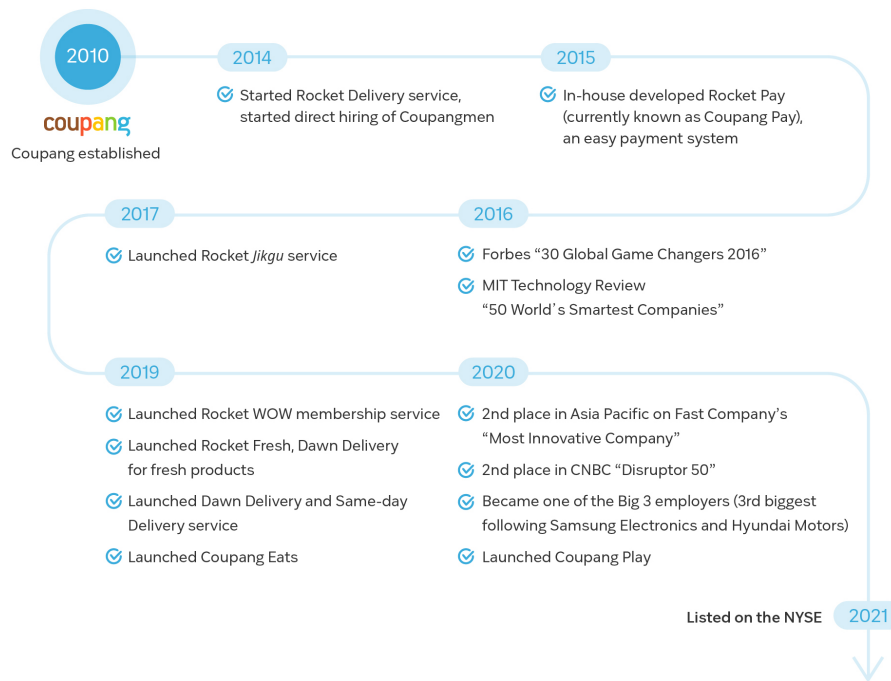 2010
coupang
Coupang established
2014
Started Rocket Delivery service,
started direct hiring of Coupangmen
2015
In-house developed Rocket Pay
(currently known as Coupang Pay),
an easy payment system
2016
Forbes “30 Global Game Changers 2016”
MIT Technology Review
“50 World’s Smartest Companies”
2017
Launched Rocket Jikgu service
2019
Launched Rocket WOW membership service
Launched Rocket Fresh, Dawn Delivery
for fresh products
Launched Dawn Delivery and Same-day
Delivery service
Launched Coupang Eats
2020
2nd place in Asia Pacific on Fast Company’s
“Most Innovative Company”
2nd place in CNBC “Disruptor 50”
Became one of the Big 3 employers (3rd biggest
following Samsung Electronics and Hyundai Motors)
Launched Coupang Play
Listed on the NYSE
2021